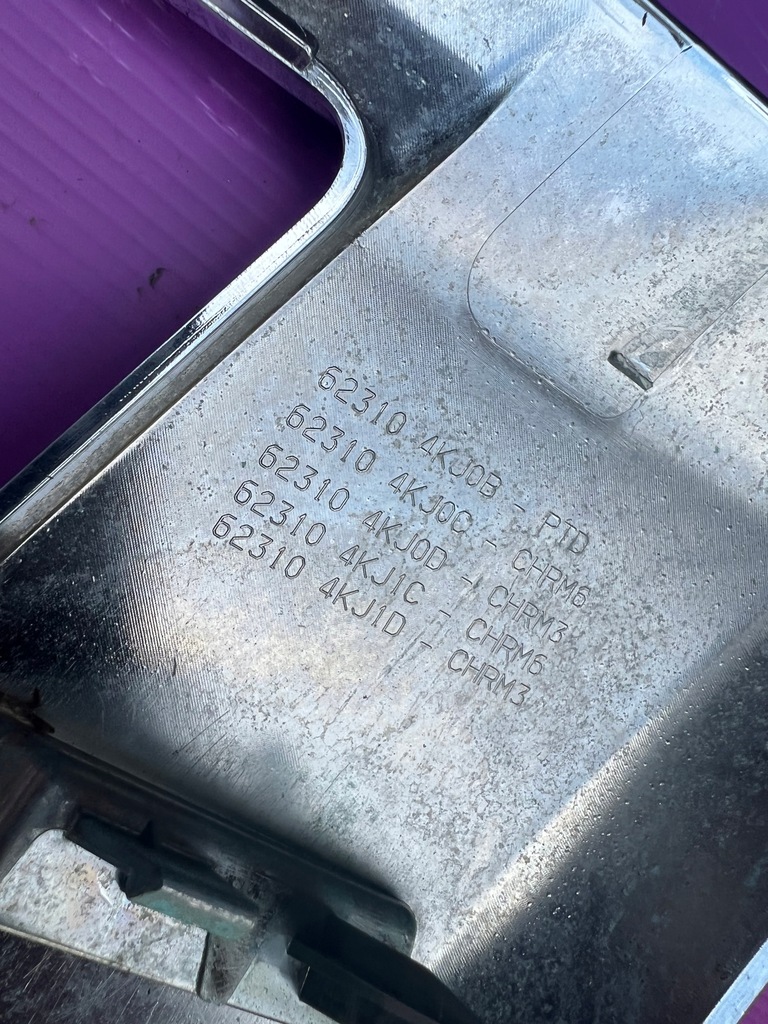 62310 4KJ0B - PTD
62310 4KJ0C - CHRM6
62310 4KJ0D - CHRM3
62310 4KJ1C - CHRM6
62310 4KJ1D - CHRM3